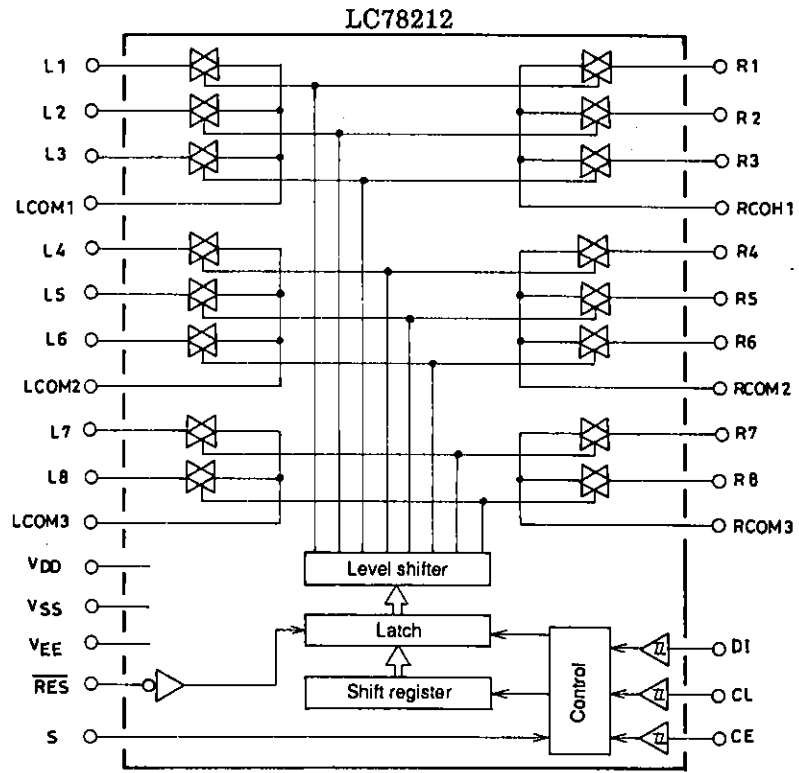 LC78212
L1
L2
L3
LCOM1
L4
L5
L6
LCOM2
L7
L8
LCOM3
VDD
VSS
VEE
RES
S
R1
R2
R3
RCOH1
R4
R5
R6
RCOM2
R7
R8
RCOM3
Level shifter
Latch
Shift register
Control
DI
CL
CE